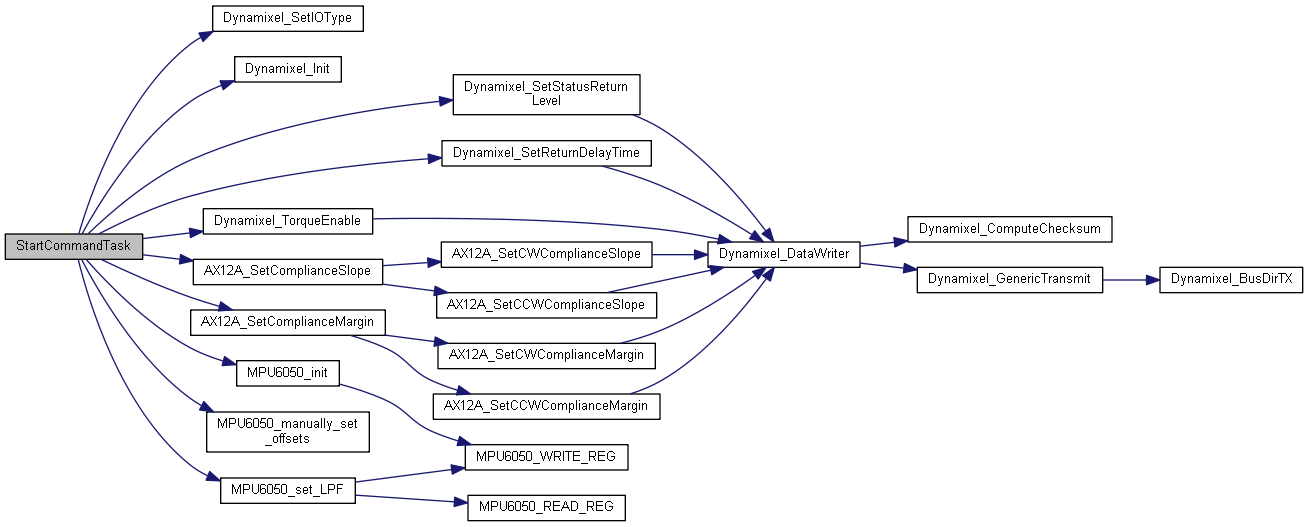 Dynamixel_SetIOType
Dynamixel_Init
Dynamixel_SetStatusReturn
Level
Dynamixel_SetReturnDelayTime
Dynamixel_TorqueEnable
StartCommandTask
AX12A_SetComplianceSlope
AX12A_SetCWComplianceSlope
AX12A_SetCCWComplianceSlope
Dynamixel_DataWriter
Dynamixel_ComputeChecksum
Dynamixel_GenericTransmit
Dynamixel_BusDirTX
AX12A_SetComplianceMargin
AX12A_SetCWComplianceMargin
AX12A_SetCCWComplianceMargin
MPU6050_init
MPU6050_manually_set
_offsets
MPU6050_WRITE_REG
MPU6050_set_LPF
MPU6050_READ_REG